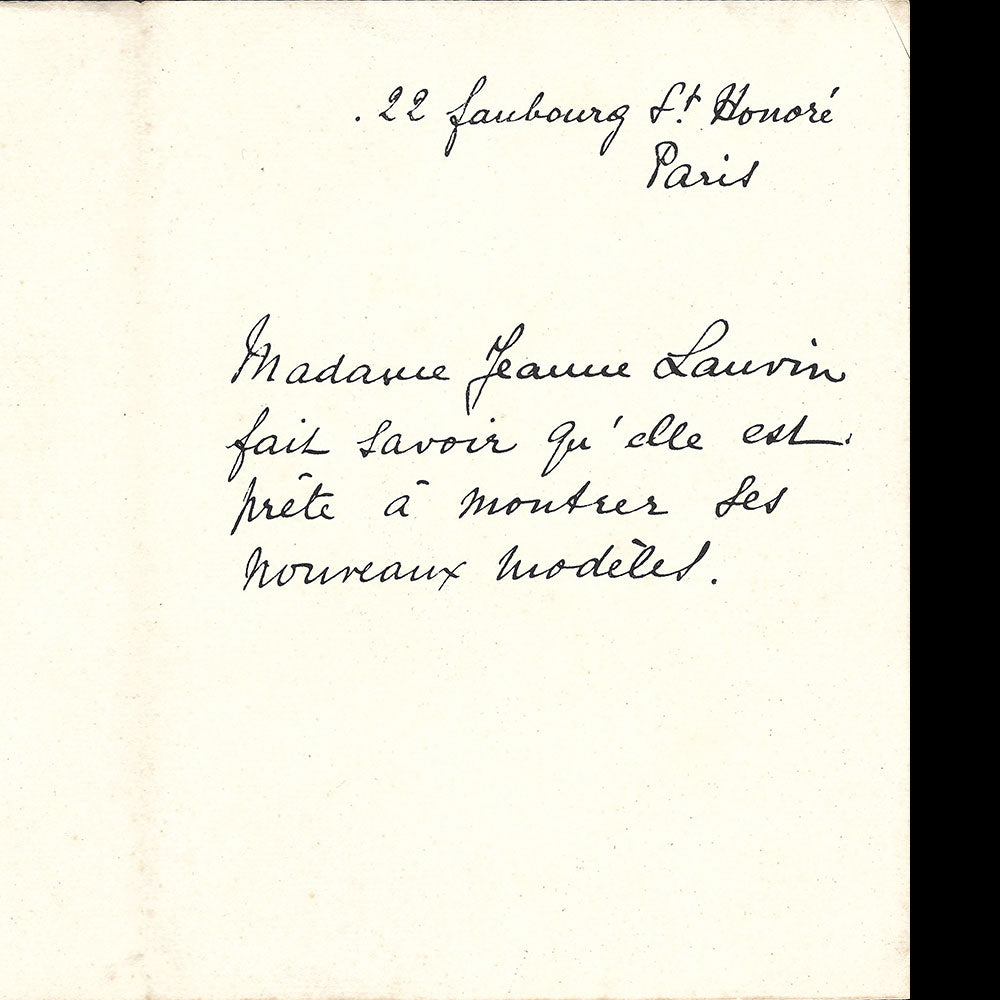 22 faubourg St Honoré
Paris
Madame Jeanne Lanvin
fait savoir qu'elle est
prête à montrer ses
nouveaux modèles.